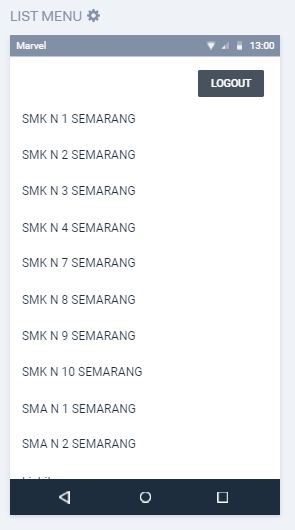 LIST MENU
Marvel 13:00
LOGOUT
SMK N 1 SEMARANG
SMK N 2 SEMARANG
SMK N 3 SEMARANG
SMK N 4 SEMARANG
SMK N 7 SEMARANG
SMK N 8 SEMARANG
SMK N 9 SEMARANG
SMK N 10 SEMARANG
SMA N 1 SEMARANG
SMA N 2 SEMARANG